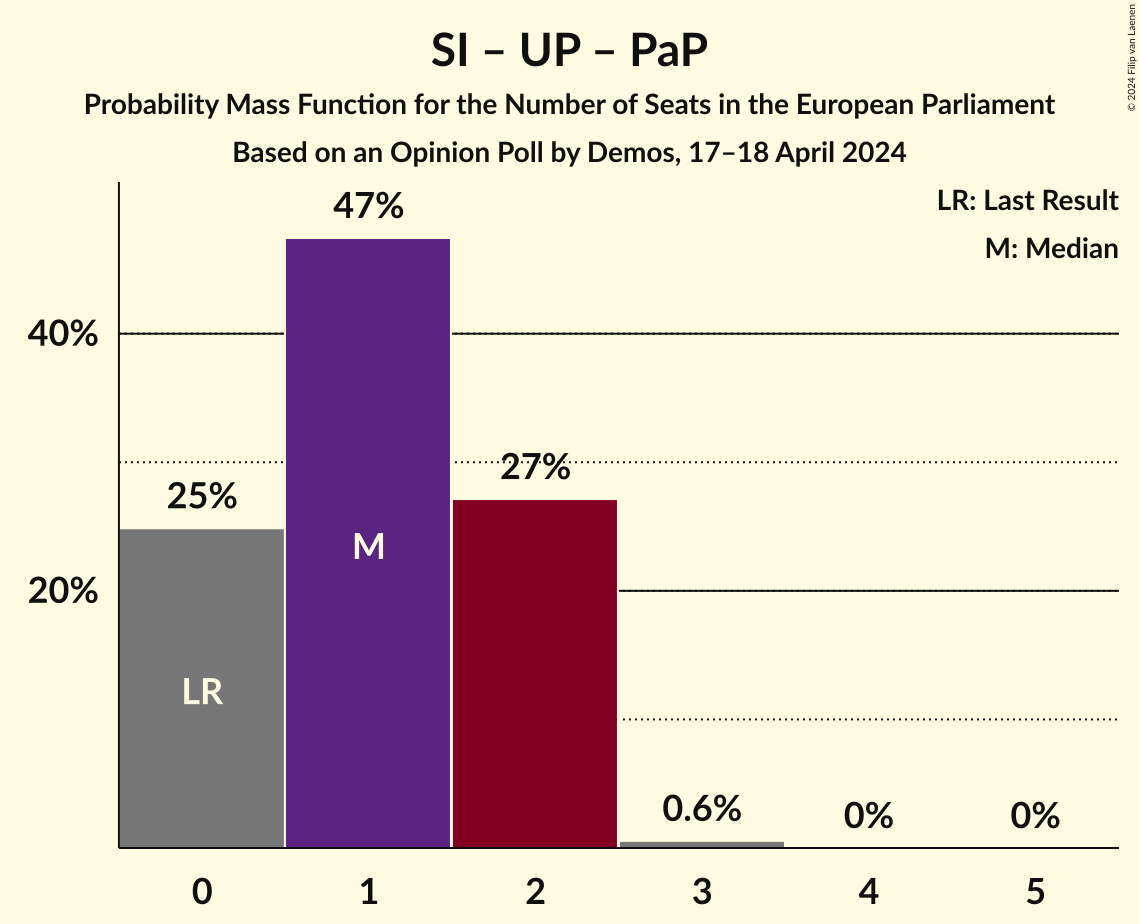 SI – UP – PaP
Probability Mass Function for the Number of Seats in the European Parliament
Based on an Opinion Poll by Demos, 17–18 April 2024
© 2024 Filip van Laenen
LR: Last Result
M: Median
47%
40%
27%
25%
M
20%
LR
0.6%
0%
0%
0
1
2
3
4
5